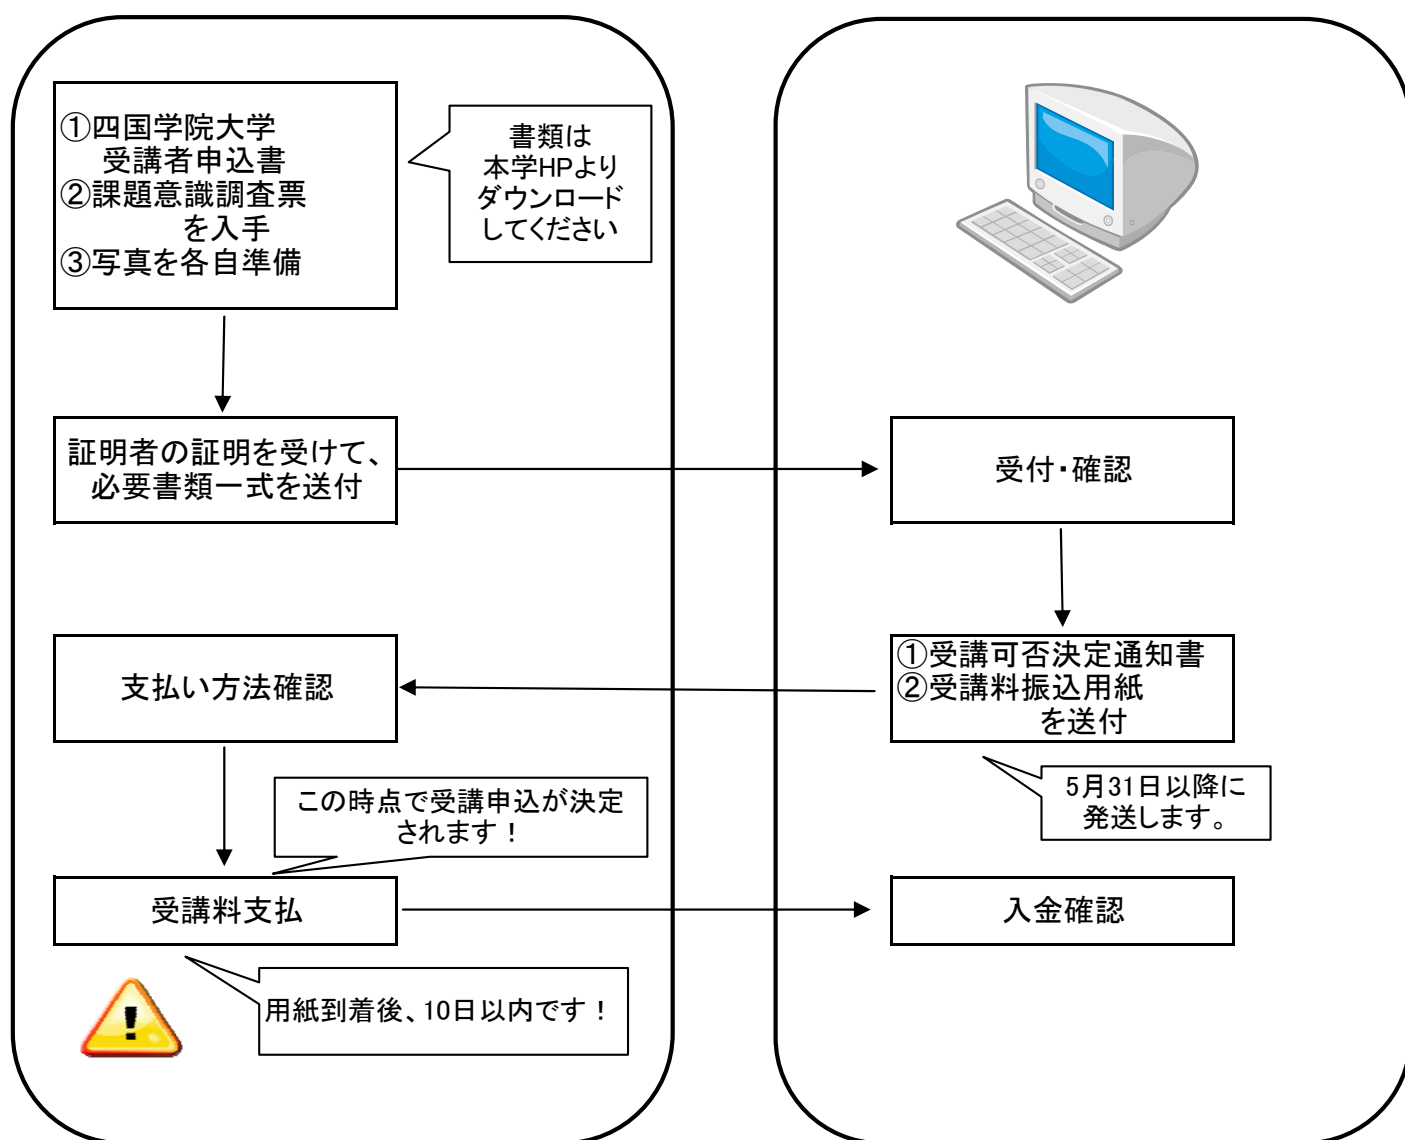 ①四国学院大学
受講者申込書
②課題意識調査票
を入手
③写真を各自準備
書類は
本学HPより
ダウンロード
してください
証明者の証明を受けて、
必要書類一式を送付
受付・確認
①受講可否決定通知書
②受講料振込用紙
を送付
5月31日以降に
発送します。
支払い方法確認
この時点で受講申込が決定
されます！
受講料支払
用紙到着後、10日以内です！
入金確認